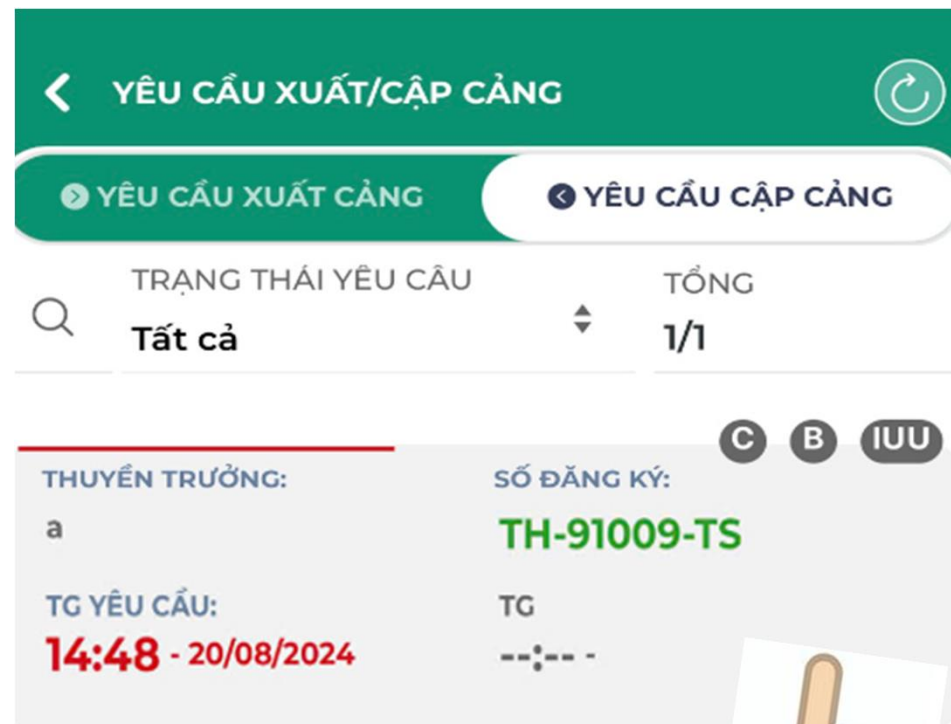 YÊU CẦU XUẤT/CẬP CẢNG
YÊU CẦU XUẤT CẢNG
YÊU CẦU CẬP CẢNG
TRẠNG THÁI YÊU CÂU
TỔNG
Tất cả
1/1
C B IUU
THUYỀN TRƯỞNG:
SỐ ĐĂNG KÝ:
a
TH-91009-TS
TG YÊU CẦU:
TG
14:48 - 20/08/2024
--:-- -